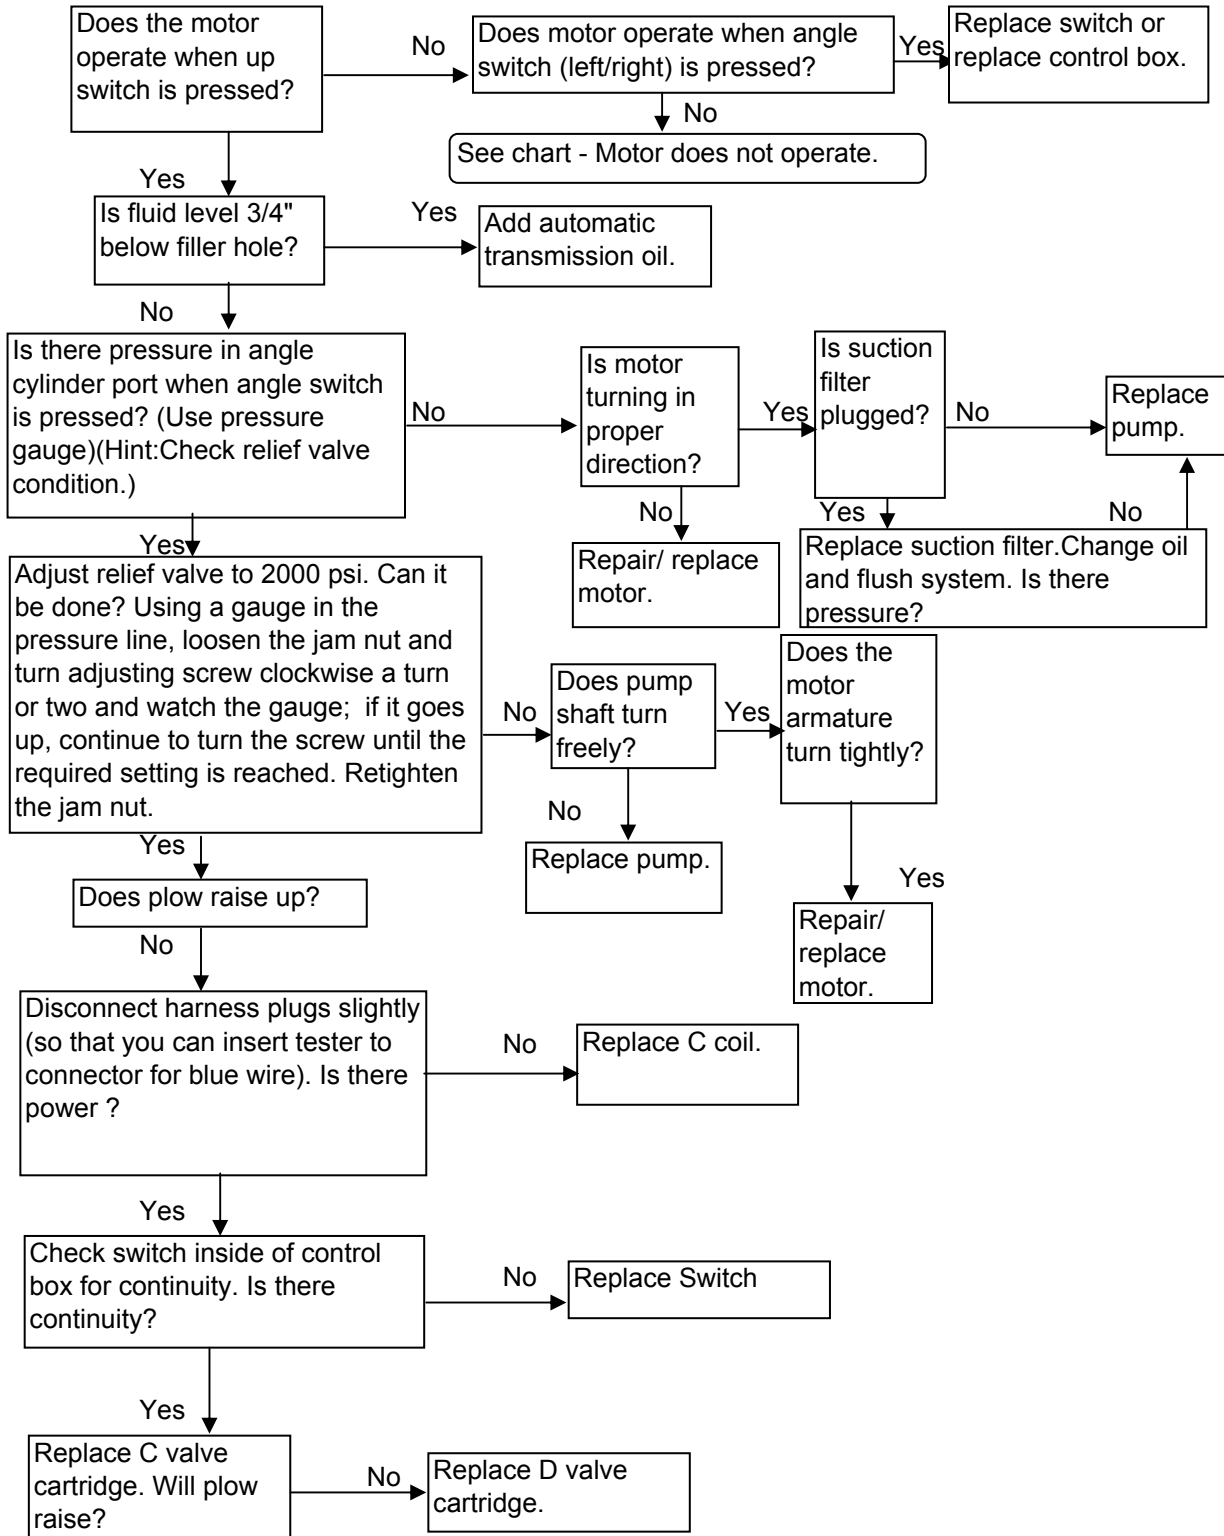 Does the motor
operate when up
switch is pressed?
No
Does motor operate when angle
switch (left/right) is pressed?
Yes
Replace switch or
replace control box.
No
See chart - Motor does not operate.
Yes
Is fluid level 3/4"
below filler hole?
Yes
Add automatic
transmission oil.
No
Is there pressure in angle
cylinder port when angle switch
is pressed? (Use pressure
gauge)(Hint:Check relief valve
condition.)
No
Is motor
turning in
proper
direction?
Yes
Is suction
filter
plugged?
No
Replace
pump.
No
Repair/ replace
motor.
Yes
No
Replace suction filter.Change oil
and flush system. Is there
pressure?
Yes
Adjust relief valve to 2000 psi. Can it
be done? Using a gauge in the
pressure line, loosen the jam nut and
turn adjusting screw clockwise a turn
or two and watch the gauge;  if it goes
up, continue to turn the screw until the
required setting is reached. Retighten
the jam nut.
No
Does pump
shaft turn
freely?
Yes
Does the
motor
armature
turn tightly?
No
Replace pump.
Yes
Repair/
replace
motor.
Yes
Does plow raise up?
No
Disconnect harness plugs slightly
(so that you can insert tester to
connector for blue wire). Is there
power ?
No
Replace C coil.
Yes
Check switch inside of control
box for continuity. Is there
continuity?
No
Replace Switch
Yes
Replace C valve
cartridge. Will plow
raise?
No
Replace D valve
cartridge.